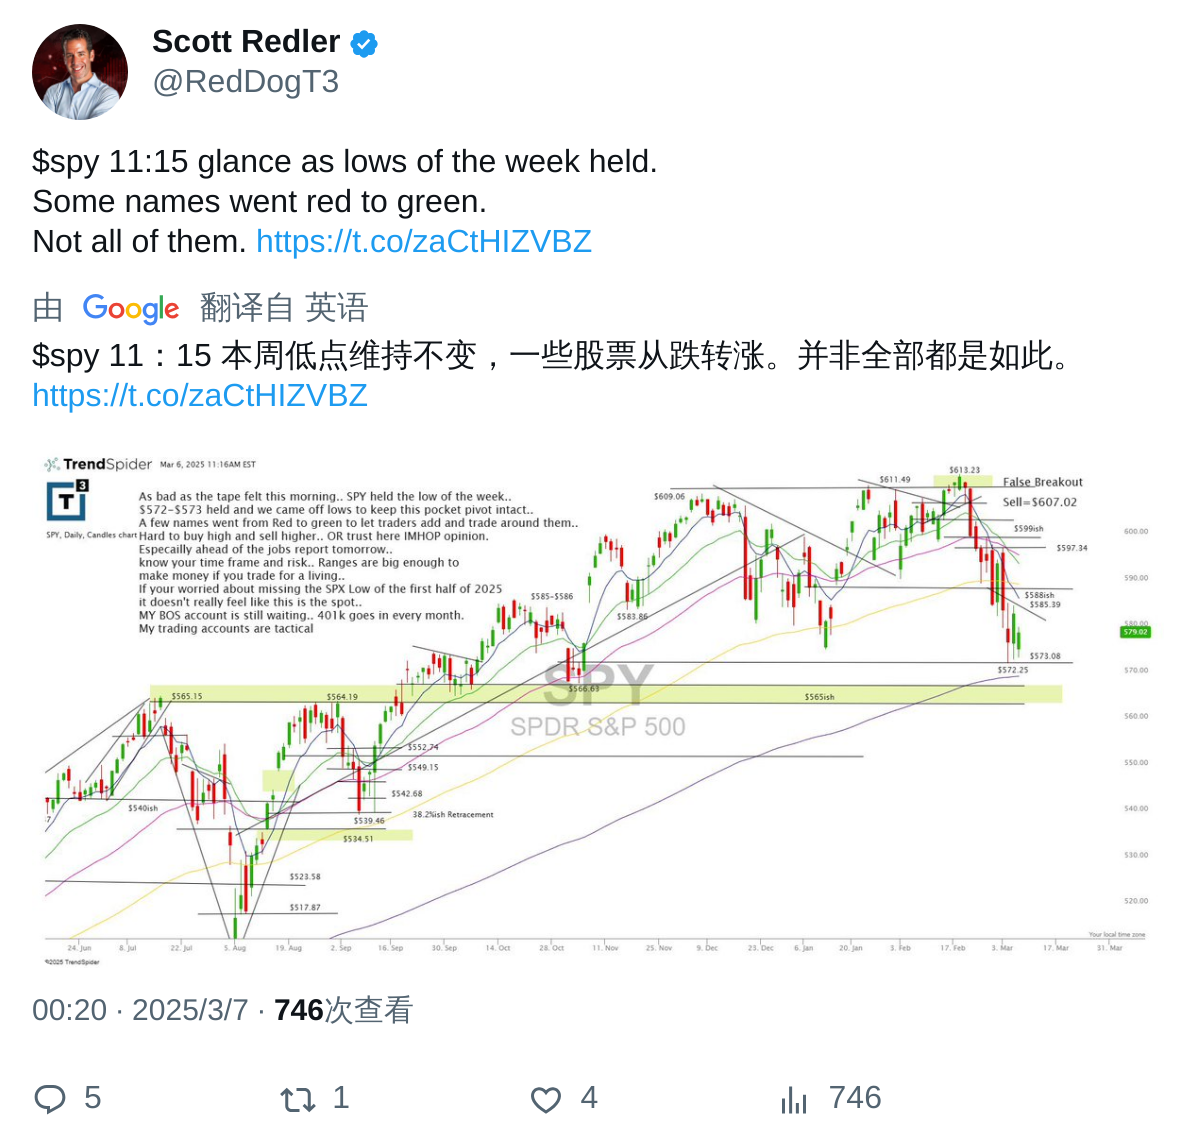 Scott Redler
@RedDogT3
$spy 11:15 glance as lows of the week held.
Some names went red to green.
Not all of them. https://t.co/zaCtHIZVBZ
由 Google 翻译自 英语
$spy 11：15 本周低点维持不变，一些股票从跌转涨。并非全部都是如此。
https://t.co/zaCtHIZVBZ
TrendSpider Mar 6, 2025 11:16AM EST
T3
SPY, Daily, Candles chart
As bad as the tape felt this morning.. SPY held the low of the week..
$572-$573 held and we came off lows to keep this pocket pivot intact..
A few names went from Red to green to let traders add and trade around them..
Hard to buy high and sell higher.. OR trust here IMHOP opinion.
Especailly ahead of the jobs report tomorrow..
know your time frame and risk.. Ranges are big enough to
make money if you trade for a living..
If your worried about missing the SPX Low of the first half of 2025
it doesn't really feel like this is the spot..
MY BOS account is still waiting.. 401k goes in every month.
My trading accounts are tactical
$613.23
$611.49
False Breakout
$609.06
Sell=$607.02
$599ish
600.00
$597.34
590.00
$588ish
$585-$586
$585.39
$583.86
580.00
579.02
$573.08
$572.25
570.00
SPY
$566.63
$565.15
$564.19
$565ish
560.00
SPDR S&P 500
$552.74
550.00
$549.15
$542.68
$540ish
540.00
$539.46
38.2%ish Retracement
7
$534.51
530.00
$523.58
$517.87
520.00
Your local time zone
24. Jun 8. Jul 22. Jul 5. Aug 19. Aug 2. Sep 16. Sep 30. Sep 14. Oct 28. Oct 11. Nov 25. Nov 9. Dec 23. Dec 6. Jan 20. Jan 3. Feb 17. Feb 3. Mar 17. Mar 31. Mar
©2025 TrendSpider
00:20 · 2025/3/7 · 746次查看
5 1 4 746